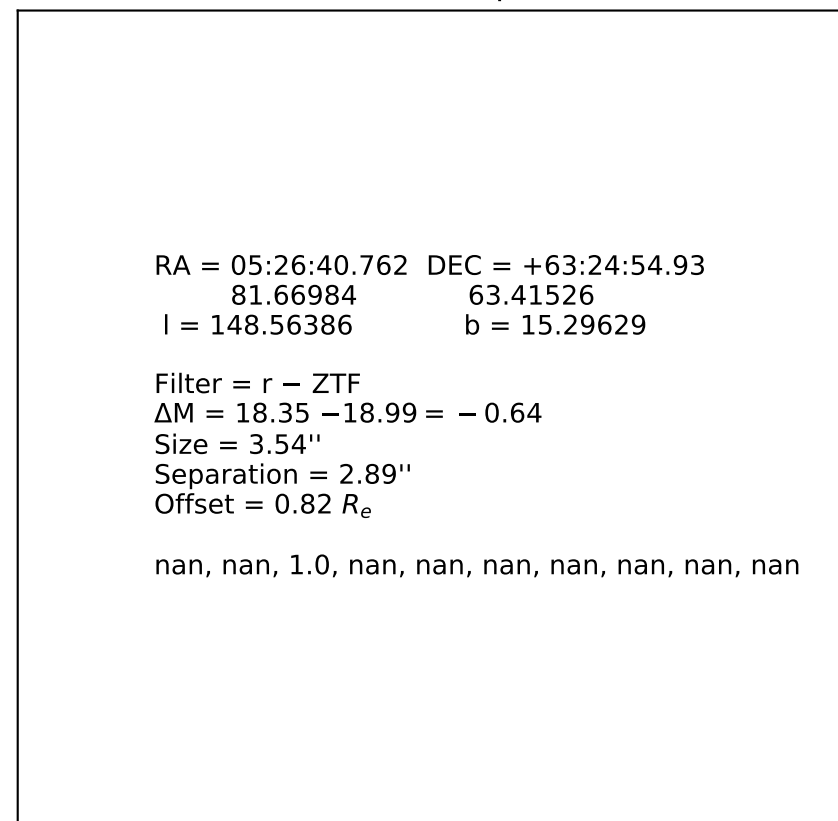 RA = 05:26:40.762 DEC = +63:24:54.93
81.66984 63.41526
l = 148.56386 b = 15.29629
Filter = r − ZTF
ΔM = 18.35 −18.99 = − 0.64
Size = 3.54''
Separation = 2.89''
Offset = 0.82 Re
nan, nan, 1.0, nan, nan, nan, nan, nan, nan, nan